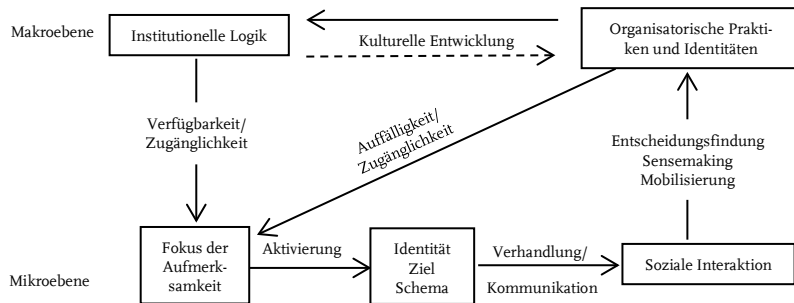 Makroebene
Institutionelle Logik
Kulturelle Entwicklung
Organisatorische Prakti-
ken und Identitäten
Verfügbarkeit/
Zugänglichkeit
Auffälligkeit/
Zugänglichkeit
Entscheidungsfindung
Sensemaking
Mobilisierung
Mikroebene
Fokus der
Aufmerk-
samkeit
Aktivierung
Identität
Ziel
Schema
Verhandlung/
Kommunikation
Soziale Interaktion